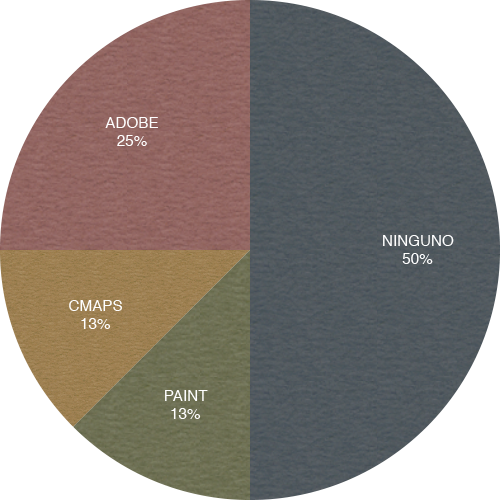 ADOBE
25%
NINGUNO
50%
CMAPS
13%
PAINT
13%